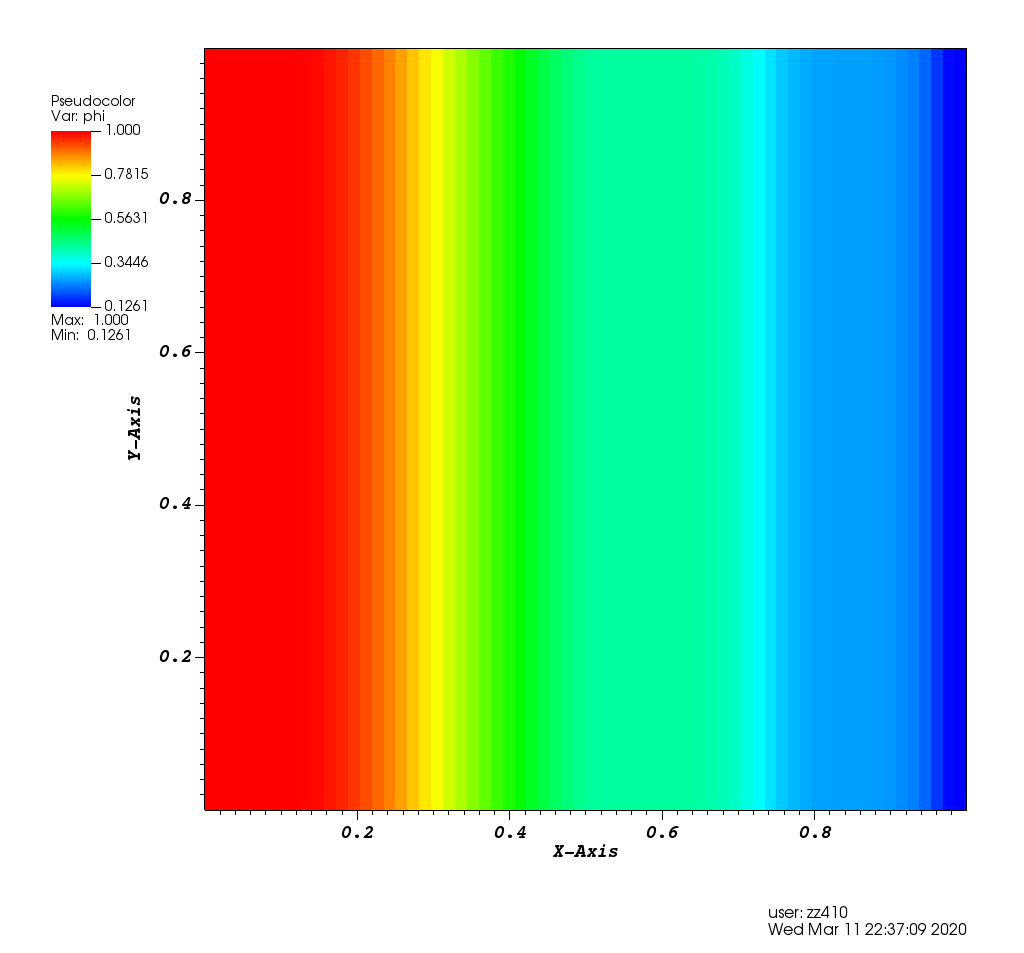 Pseudocolor
Var: phi
1.000
0.7815
0.5631
0.3446
0.1261
Max: 1.000
Min: 0.1261
0.8
0.6
0.4
0.2
Y-Axis
0.2 0.4 0.6 0.8
X-Axis
user: zz410
Wed Mar 11 22:37:09 2020